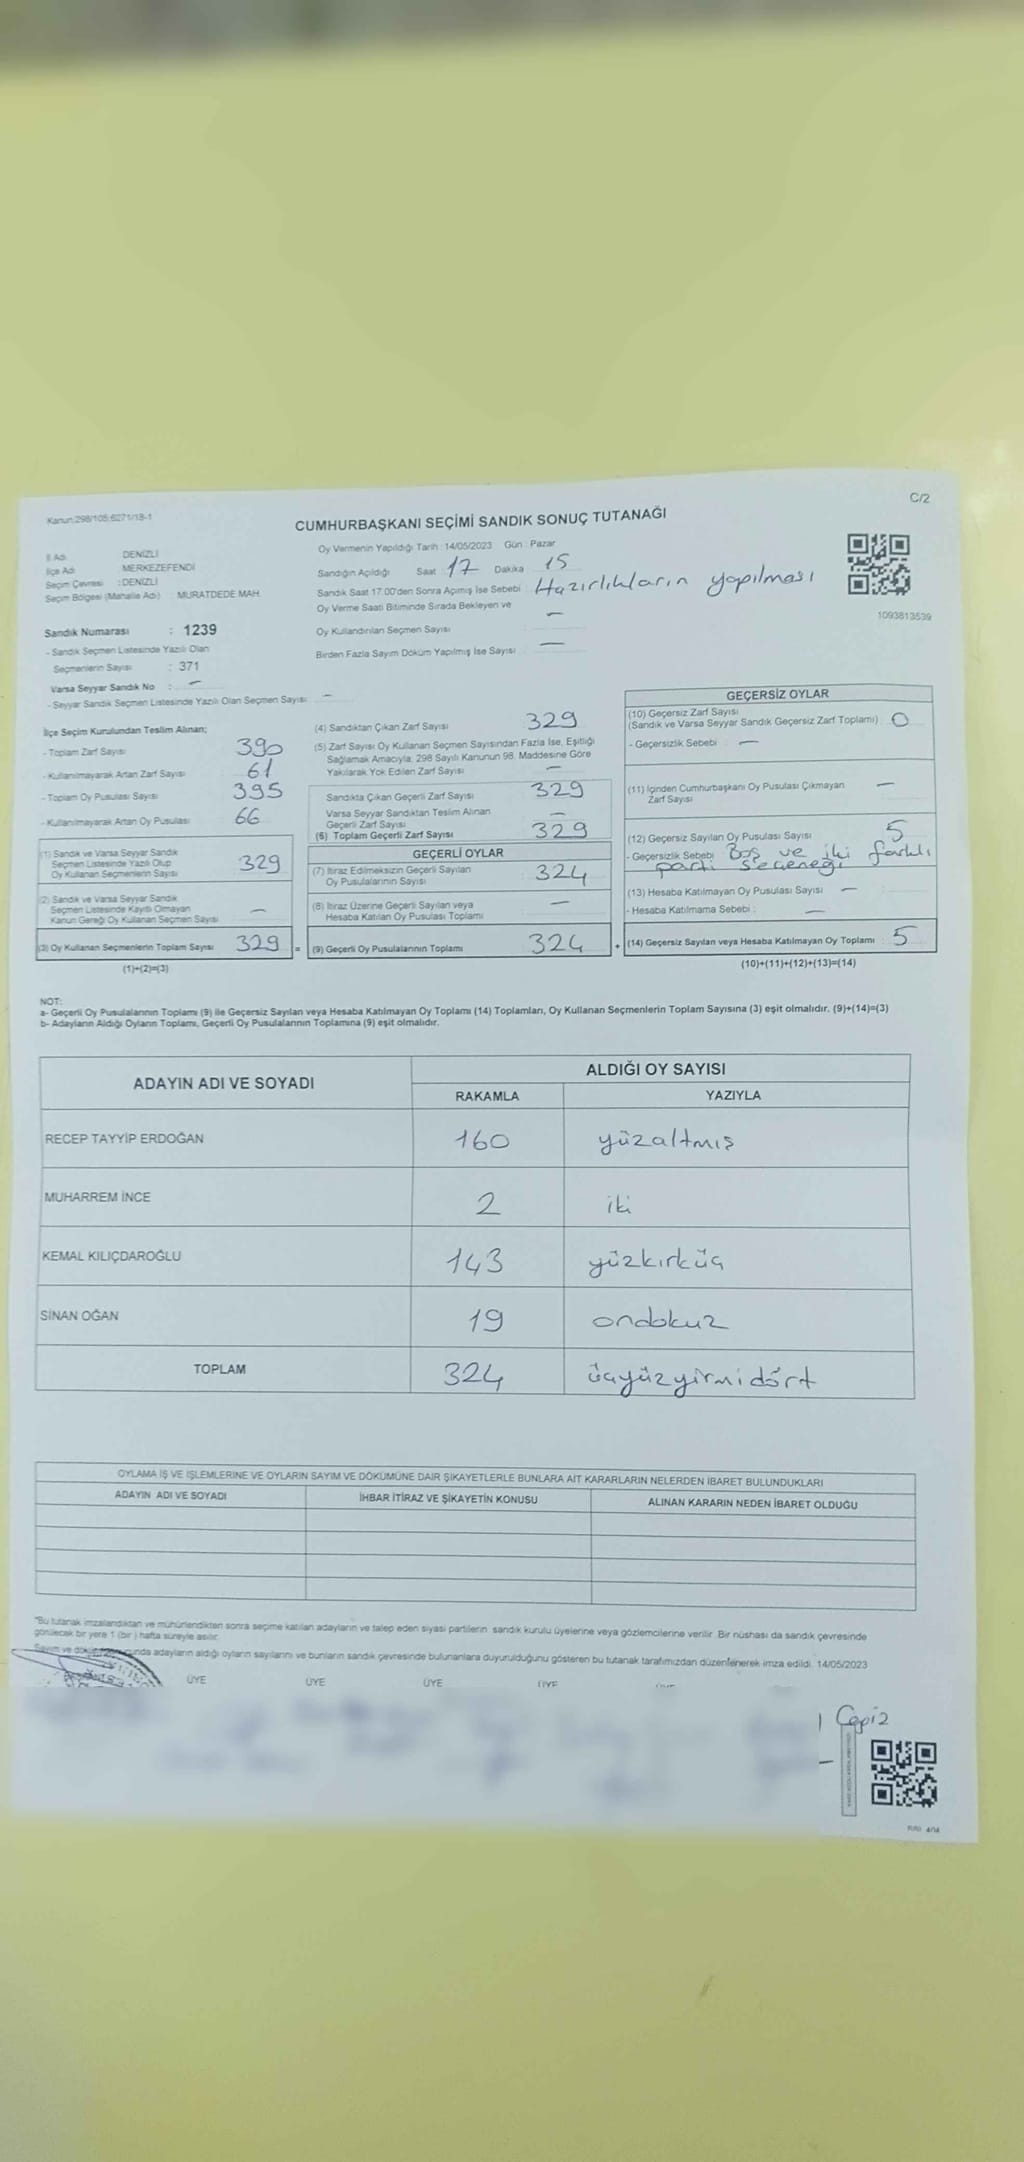 Kanun:298/105;6271/18-1
C/2
CUMHURBAŞKANI SEÇİMİ SANDIK SONUÇ TUTANAĞI
İl Adı DENİZLİ
İlçe Adı MERKEZEFENDİ
Seçim Çevresi : DENİZLİ
Seçim Bölgesi (Mahalle Adı) : MURATDEDE MAH.
Sandık Numarası : 1239
- Sandık Seçmen Listesinde Yazılı Olan
Seçmenlerin Sayısı : 371
Varsa Seyyar Sandık No : —
- Seyyar Sandık Seçmen Listesinde Yazılı Olan Seçmen Sayısı —
Oy Vermenin Yapıldığı Tarih : 14/05/2023 Gün : Pazar
Sandığın Açıldığı Saat 17 Dakika 15
Sandık Saat 17:00'den Sonra Açılmış İse Sebebi : Hazırlıkların yapılması
Oy Verme Saati Bitiminde Sırada Bekleyen ve
Oy Kullandırılan Seçmen Sayısı : —
Birden Fazla Sayım Döküm Yapılmış İse Sayısı : —
1093813539
İlçe Seçim Kurulundan Teslim Alınan;
- Toplam Zarf Sayısı 390
- Kullanılmayarak Artan Zarf Sayısı 61
- Toplam Oy Pusulası Sayısı 395
- Kullanılmayarak Artan Oy Pusulası 66
(1) Sandık ve Varsa Seyyar Sandık
Seçmen Listesinde Yazılı Olup
Oy Kullanan Seçmenlerin Sayısı 329
(2) Sandık ve Varsa Seyyar Sandık
Seçmen Listesinde Kayıtlı Olmayan
Kanun Gereği Oy Kullanan Seçmen Sayısı —
(3) Oy Kullanan Seçmenlerin Toplam Sayısı 329 =
(1)+(2)=(3)
(4) Sandıktan Çıkan Zarf Sayısı 329
(5) Zarf Sayısı Oy Kullanan Seçmen Sayısından Fazla İse, Eşitliği
Sağlamak Amacıyla; 298 Sayılı Kanunun 98. Maddesine Göre
Yakılarak Yok Edilen Zarf Sayısı —
Sandıkta Çıkan Geçerli Zarf Sayısı 329
Varsa Seyyar Sandıktan Teslim Alınan
Geçerli Zarf Sayısı —
(6) Toplam Geçerli Zarf Sayısı 329
GEÇERLİ OYLAR
(7) İtiraz Edilmeksizin Geçerli Sayılan
Oy Pusulalarının Sayısı 324
(8) İtiraz Üzerine Geçerli Sayılan veya
Hesaba Katılan Oy Pusulası Toplamı —
(9) Geçerli Oy Pusulalarının Toplamı 324 +
GEÇERSİZ OYLAR
(10) Geçersiz Zarf Sayısı
(Sandık ve Varsa Seyyar Sandık Geçersiz Zarf Toplamı) 0
- Geçersizlik Sebebi : —
(11) İçinden Cumhurbaşkanı Oy Pusulası Çıkmayan
Zarf Sayısı —
(12) Geçersiz Sayılan Oy Pusulası Sayısı 5
- Geçersizlik Sebebi Boş ve iki farklı
parti seçeneği
(13) Hesaba Katılmayan Oy Pusulası Sayısı —
- Hesaba Katılmama Sebebi : —
(14) Geçersiz Sayılan veya Hesaba Katılmayan Oy Toplamı 5
(10)+(11)+(12)+(13)=(14)
NOT:
a- Geçerli Oy Pusulalarının Toplamı (9) ile Geçersiz Sayılan veya Hesaba Katılmayan Oy Toplamı (14) Toplamları, Oy Kullanan Seçmenlerin Toplam Sayısına (3) eşit olmalıdır. (9)+(14)=(3)
b- Adayların Aldığı Oyların Toplamı, Geçerli Oy Pusulalarının Toplamına (9) eşit olmalıdır.
ADAYIN ADI VE SOYADI
ALDIĞI OY SAYISI
RAKAMLA YAZIYLA
RECEP TAYYİP ERDOĞAN 160 yüzaltmış
MUHARREM İNCE 2 iki
KEMAL KILIÇDAROĞLU 143 yüzkırküç
SİNAN OĞAN 19 ondokuz
TOPLAM 324 üçyüzyirmidört
OYLAMA İŞ VE İŞLEMLERİNE VE OYLARIN SAYIM VE DÖKÜMÜNE DAİR ŞİKAYETLERLE BUNLARA AİT KARARLARIN NELERDEN İBARET BULUNDUKLARI
ADAYIN ADI VE SOYADI İHBAR İTİRAZ VE ŞİKAYETİN KONUSU ALINAN KARARIN NEDEN İBARET OLDUĞU
*Bu tutanak imzalandıktan ve mühürlendikten sonra seçime katılan adayların ve talep eden siyasi partilerin sandık kurulu üyelerine veya gözlemcilerine verilir. Bir nüshası da sandık çevresinde
görülecek bir yere 1 (bir) hafta süreyle asılır.
Sayım ve döküm adayların aldığı oyların sayılarını ve bunların sandık çevresinde bulunanlara duyurulduğunu gösteren bu tutanak tarafımızdan düzenlenerek imza edildi. 14/05/2023
ÜYE ÜYE ÜYE ÜYE